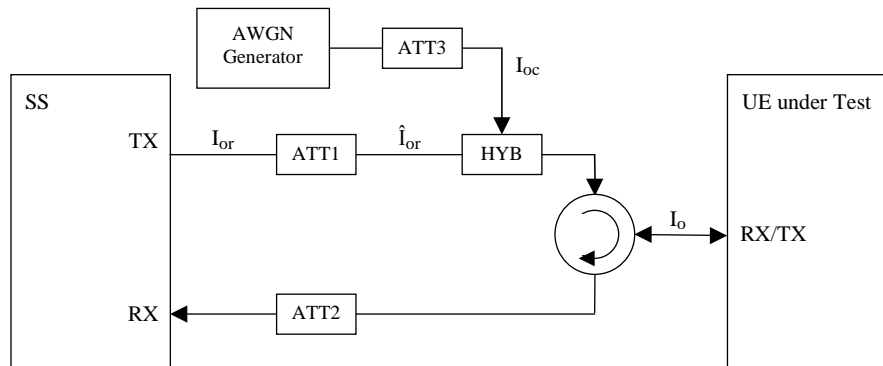 AWGN
Generator
ATT3
I_oc
SS
UE under Test
TX
I_or
ATT1
Î_or
HYB
I_o
RX/TX
RX
ATT2